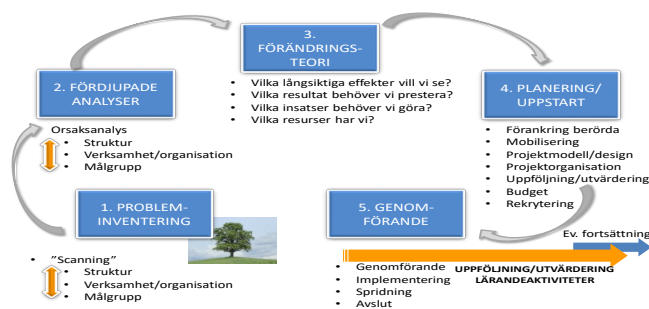 3.
FÖRÄNDRINGS-
TEORI
• Vilka långsiktiga effekter vill vi se?
• Vilka resultat behöver vi prestera?
• Vilka insatser behöver vi göra?
• Vilka resurser har vi?
2. FÖRDJUPADE
ANALYSER
Orsaksanalys
• Struktur
• Verksamhet/organisation
• Målgrupp
4. PLANERING/
UPPSTART
• Förankring berörda
• Mobilisering
• Projektmodell/design
• Projektorganisation
• Uppföljning/utvärdering
• Budget
• Rekrytering
1. PROBLEM-
INVENTERING
• ”Scanning”
• Struktur
• Verksamhet/organisation
• Målgrupp
5. GENOM-
FÖRANDE
Ev. fortsättning
• Genomförande
• Implementering
• Spridning
• Avslut
UPPFÖLJNING/UTVÄRDERING
LÄRANDEAKTIVITETER